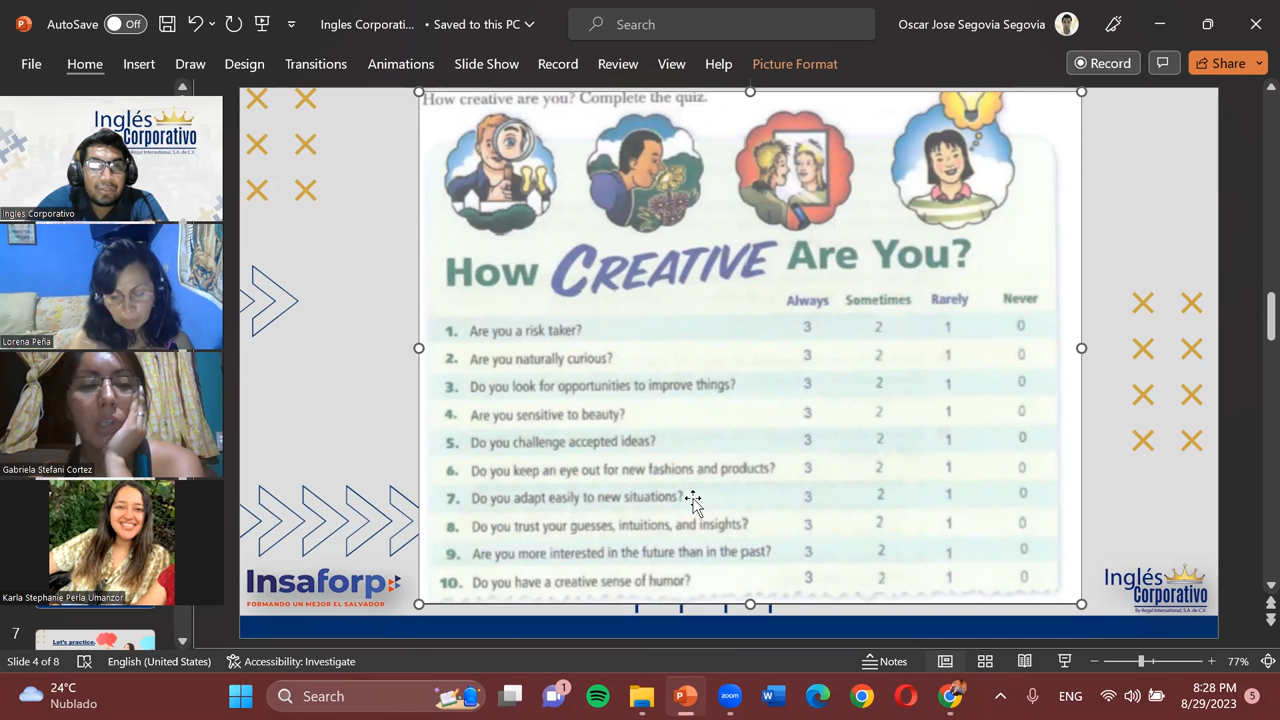 AutoSave Off Ingles Corporati... • Saved to this PC Search Oscar Jose Segovia Segovia
File Home Insert Draw Design Transitions Animations Slide Show Record Review View Help Picture Format Record Share
Inglés
Corporativo
By Regal International, S.A. de C.V.
Ingles Corporativo
Lorena Peña
Gabriela Stefani Cortez
Karla Stephanie Perla Umanzor
7
Let's practice.
How creative are you? Complete the quiz.
How CREATIVE Are You?
Always Sometimes Rarely Never
1. Are you a risk taker? 3 2 1 0
2. Are you naturally curious? 3 2 1 0
3. Do you look for opportunities to improve things? 3 2 1 0
4. Are you sensitive to beauty? 3 2 1 0
5. Do you challenge accepted ideas? 3 2 1 0
6. Do you keep an eye out for new fashions and products? 3 2 1 0
7. Do you adapt easily to new situations? 3 2 1 0
8. Do you trust your guesses, intuitions, and insights? 3 2 1 0
9. Are you more interested in the future than in the past? 3 2 1 0
10. Do you have a creative sense of humor? 3 2 1 0
Insaforp
FORMANDO UN MEJOR EL SALVADOR
Inglés
Corporativo
By Regal International, S.A. de C.V.
Slide 4 of 8 English (United States) Accessibility: Investigate Notes 77%
24°C
Nublado
Search
1
zoom
ENG
8:28 PM
8/29/2023
5